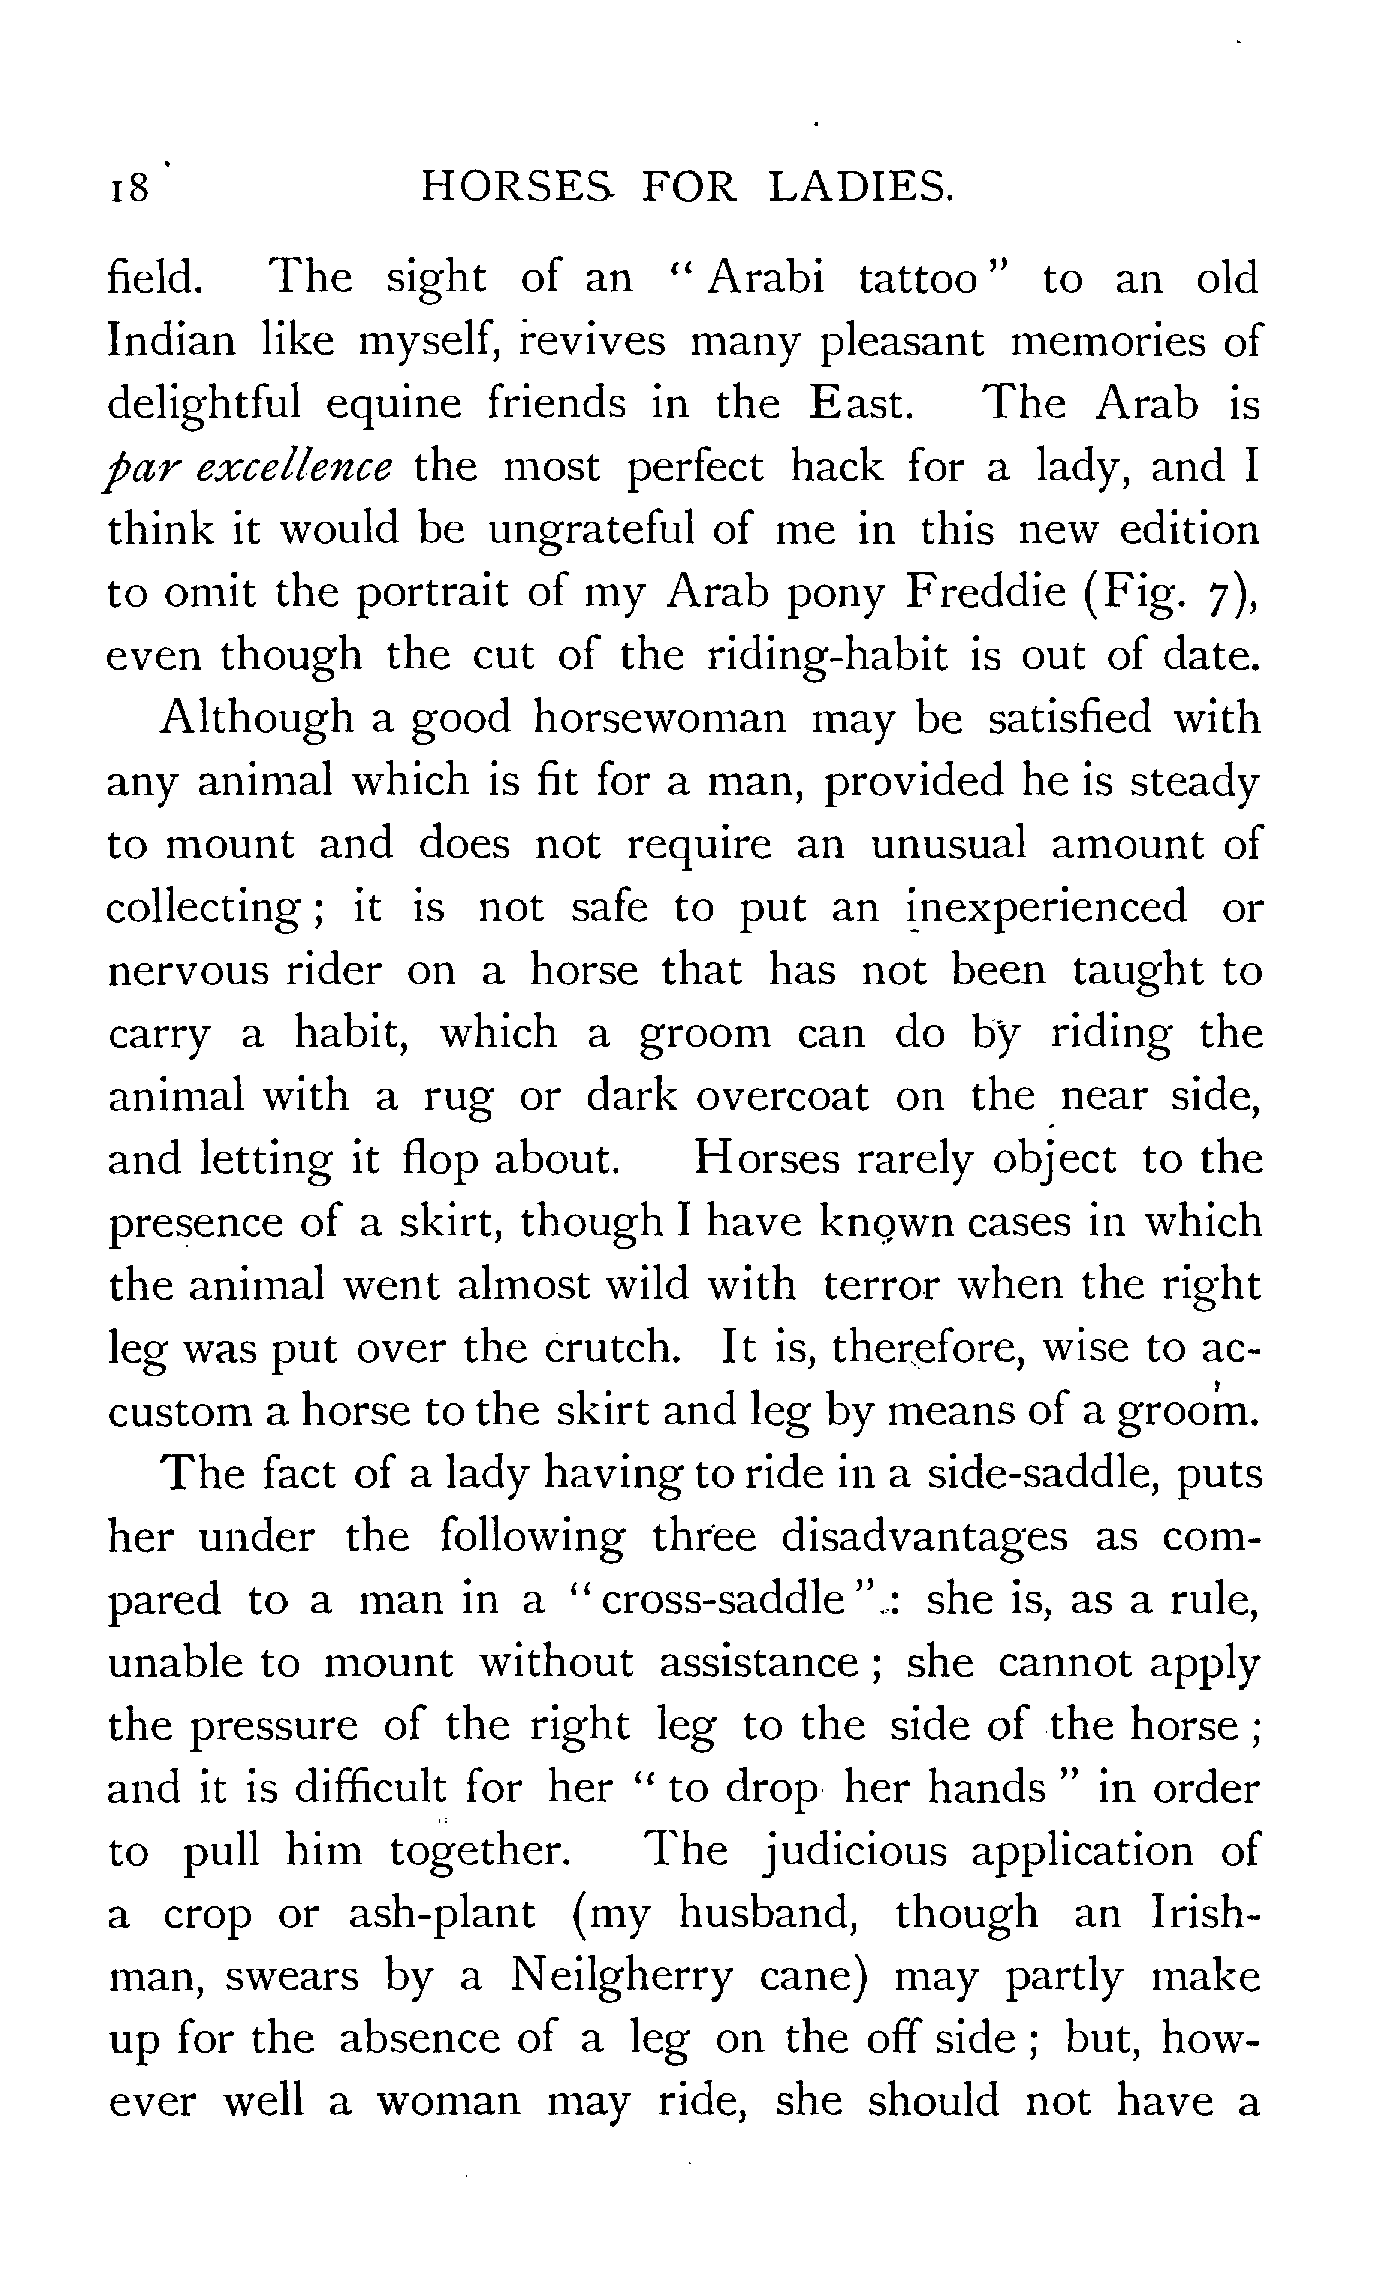 18 HORSES FOR LADIES.
field. The sight of an “ Arabi tattoo ” to an old
Indian like myself, revives many pleasant memories of
delightful equine friends in the East. The Arab is
par excellence the most perfect hack for a lady, and I
think it would be ungrateful of me in this new edition
to omit the portrait of my Arab pony Freddie (Fig. 7),
even though the cut of the riding-habit is out of date.
Although a good horsewoman may be satisfied with
any animal which is fit for a man, provided he is steady
to mount and does not require an unusual amount of
collecting ; it is not safe to put an inexperienced or
nervous rider on a horse that has not been taught to
carry a habit, which a groom can do by riding the
animal with a rug or dark overcoat on the near side,
and letting it flop about. Horses rarely object to the
presence of a skirt, though I have known cases in which
the animal went almost wild with terror when the right
leg was put over the crutch. It is, therefore, wise to ac-
custom a horse to the skirt and leg by means of a groom.
The fact of a lady having to ride in a side-saddle, puts
her under the following three disadvantages as com-
pared to a man in a “ cross-saddle ” : she is, as a rule,
unable to mount without assistance ; she cannot apply
the pressure of the right leg to the side of the horse ;
and it is difficult for her “ to drop her hands ” in order
to pull him together. The judicious application of
a crop or ash-plant (my husband, though an Irish-
man, swears by a Neilgherry cane) may partly make
up for the absence of a leg on the off side ; but, how-
ever well a woman may ride, she should not have a